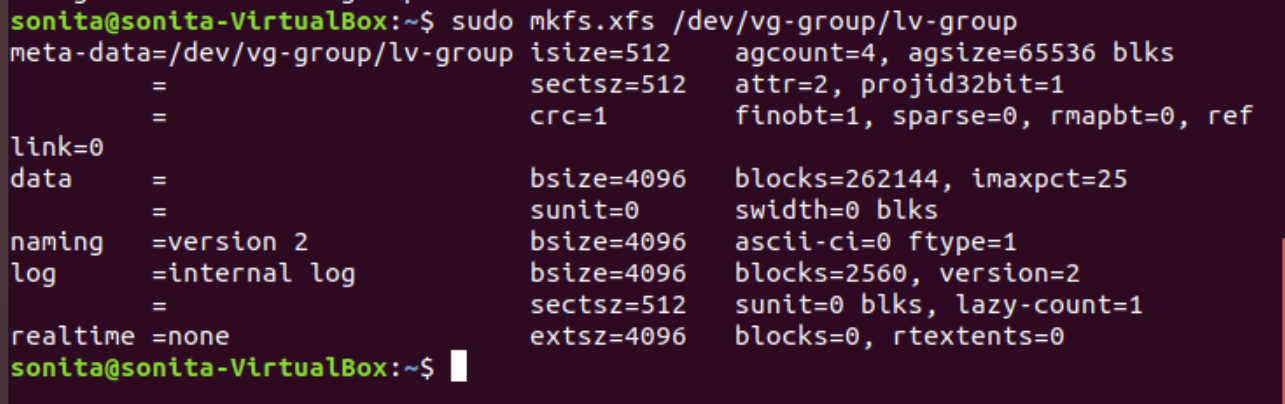 sonita@sonita-VirtualBox:~$ sudo mkfs.xfs /dev/vg-group/lv-group
meta-data=/dev/vg-group/lv-group isize=512    agcount=4, agsize=65536 blks
         =                       sectsz=512   attr=2, projid32bit=1
         =                       crc=1        finobt=1, sparse=0, rmapbt=0, ref
link=0
data     =                       bsize=4096   blocks=262144, imaxpct=25
         =                       sunit=0      swidth=0 blks
naming   =version 2              bsize=4096   ascii-ci=0 ftype=1
log      =internal log           bsize=4096   blocks=2560, version=2
         =                       sectsz=512   sunit=0 blks, lazy-count=1
realtime =none                   extsz=4096   blocks=0, rtextents=0
sonita@sonita-VirtualBox:~$